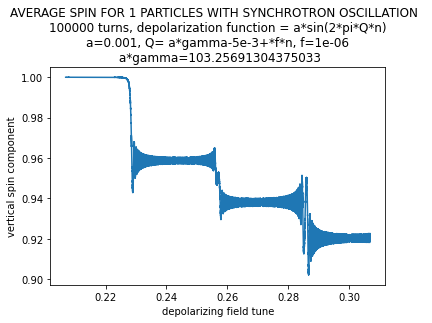 AVERAGE SPIN FOR 1 PARTICLES WITH SYNCHROTRON OSCILLATION
100000 turns, depolarization function = a*sin(2*pi*Q*n)
a=0.001, Q= a*gamma-5e-3+*f*n, f=1e-06
a*gamma=103.25691304375033
1.00
0.98
0.96
0.94
0.92
0.90
vertical spin component
0.22
0.24
0.26
0.28
0.30
depolarizing field tune